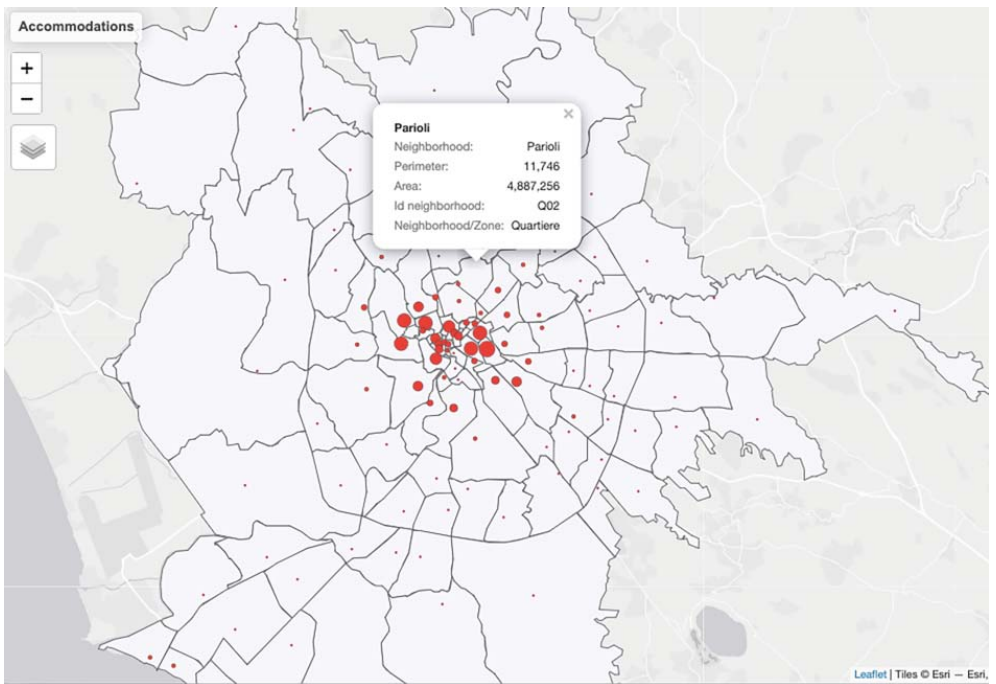 Accommodations
+
−
×
Parioli
Neighborhood: Parioli
Perimeter: 11,746
Area: 4,887,256
Id neighborhood: Q02
Neighborhood/Zone: Quartiere
Leaflet | Tiles © Esri — Esri,